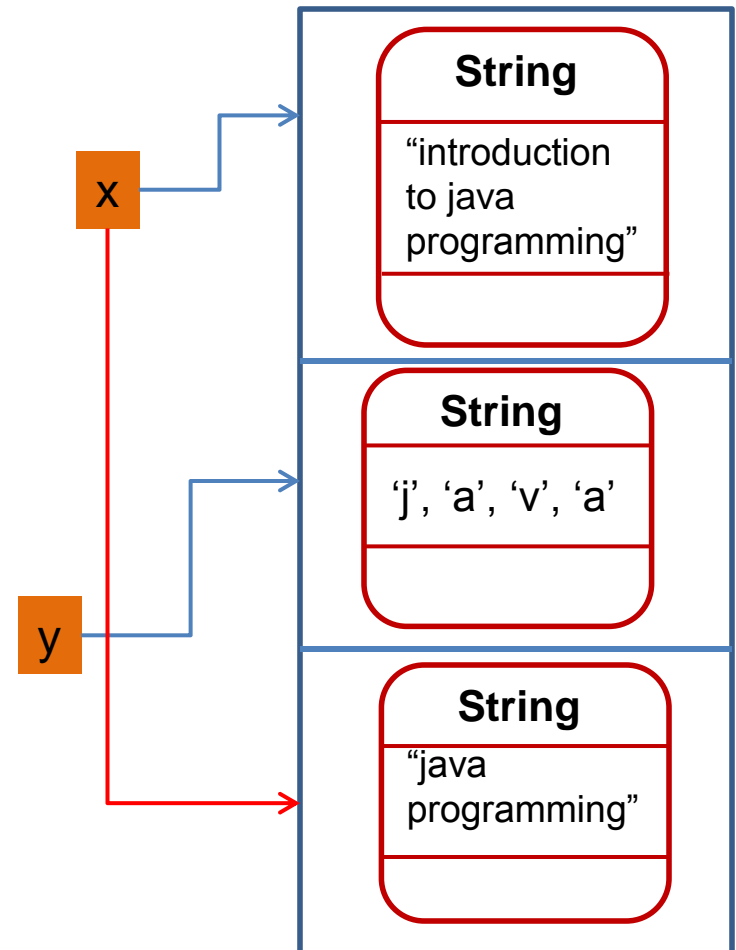 String
“introduction
to java
programming”
x
String
‘j’, ‘a’, ‘v’, ‘a’
y
String
“java
programming”